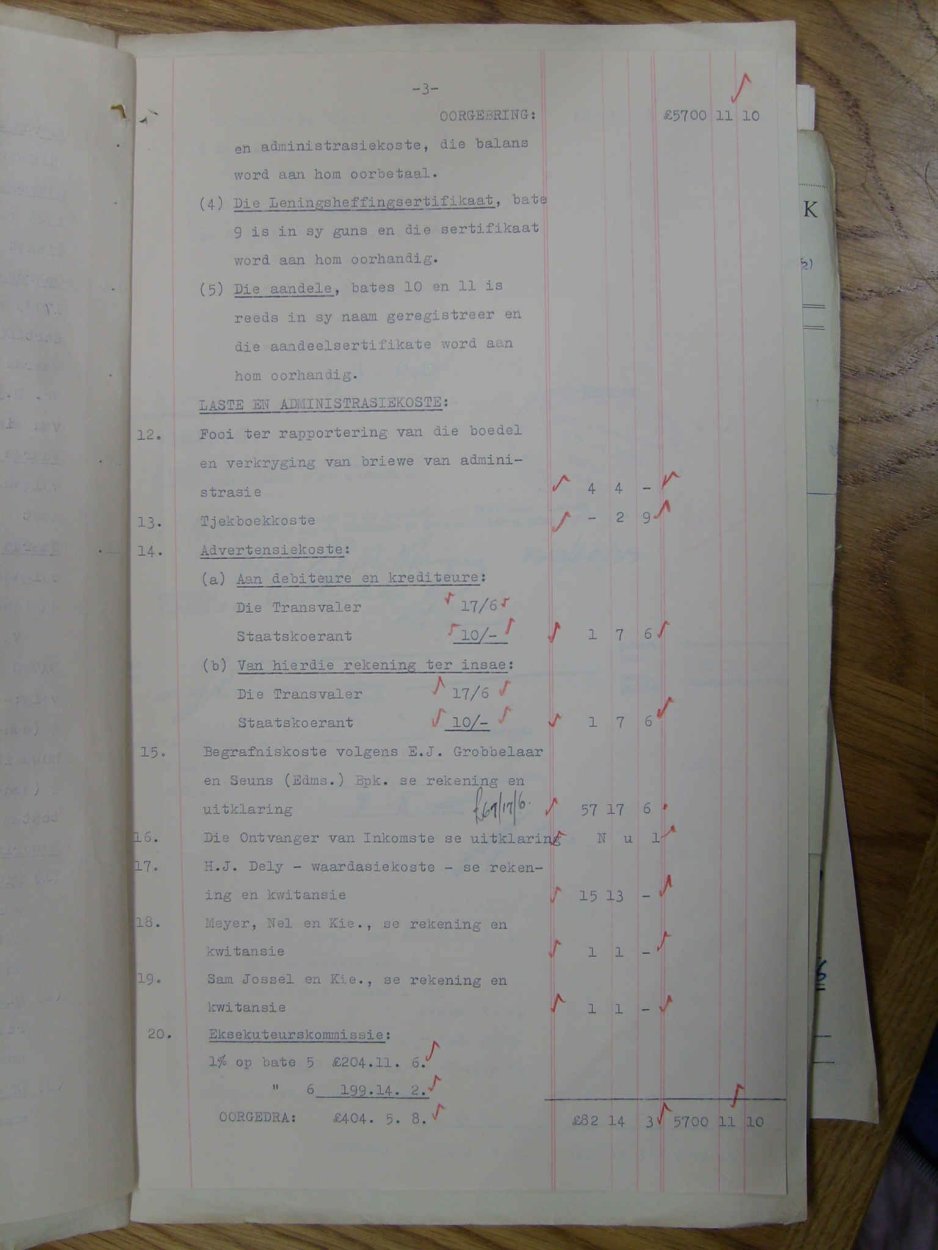 -3-
OORGEBRING: £5700 11 10
en administrasiekoste, die balans
word aan hom oorbetaal.
(4) Die Leningsheffingsertifikaat, bate
9 is in sy guns en die sertifikaat
word aan hom oorhandig.
(5) Die aandele, bates 10 en 11 is
reeds in sy naam geregistreer en
die aandeelsertifikate word aan
hom oorhandig.
LASTE EN ADMINISTRASIEKOSTE:
12. Fooi ter rapportering van die boedel
en verkryging van briewe van admini-
strasie 4 4 -
13. Tjekboekkoste - 2 9
14. Advertensiekoste:
(a) Aan debiteure en krediteure:
Die Transvaler 17/6
Staatskoerant 10/- 1 7 6
(b) Van hierdie rekening ter insae:
Die Transvaler 17/6
Staatskoerant 10/- 1 7 6
15. Begrafniskoste volgens E.J. Grobbelaar
en Seuns (Edms.) Bpk. se rekening en
uitklaring 57 17 6
16. Die Ontvanger van Inkomste se uitklaring N u l
17. H.J. Dely - waardasiekoste - se reken-
ing en kwitansie 15 13 -
18. Meyer, Nel en Kie., se rekening en
kwitansie 1 1 -
19. Sam Jossel en Kie., se rekening en
kwitansie 1 1 -
20. Eksekuteurskommissie:
1% op bate 5 £204.11. 6.
" 6 199.14. 2.
OORGEDRA: £404. 5. 8. £82 14 3 5700 11 10
K